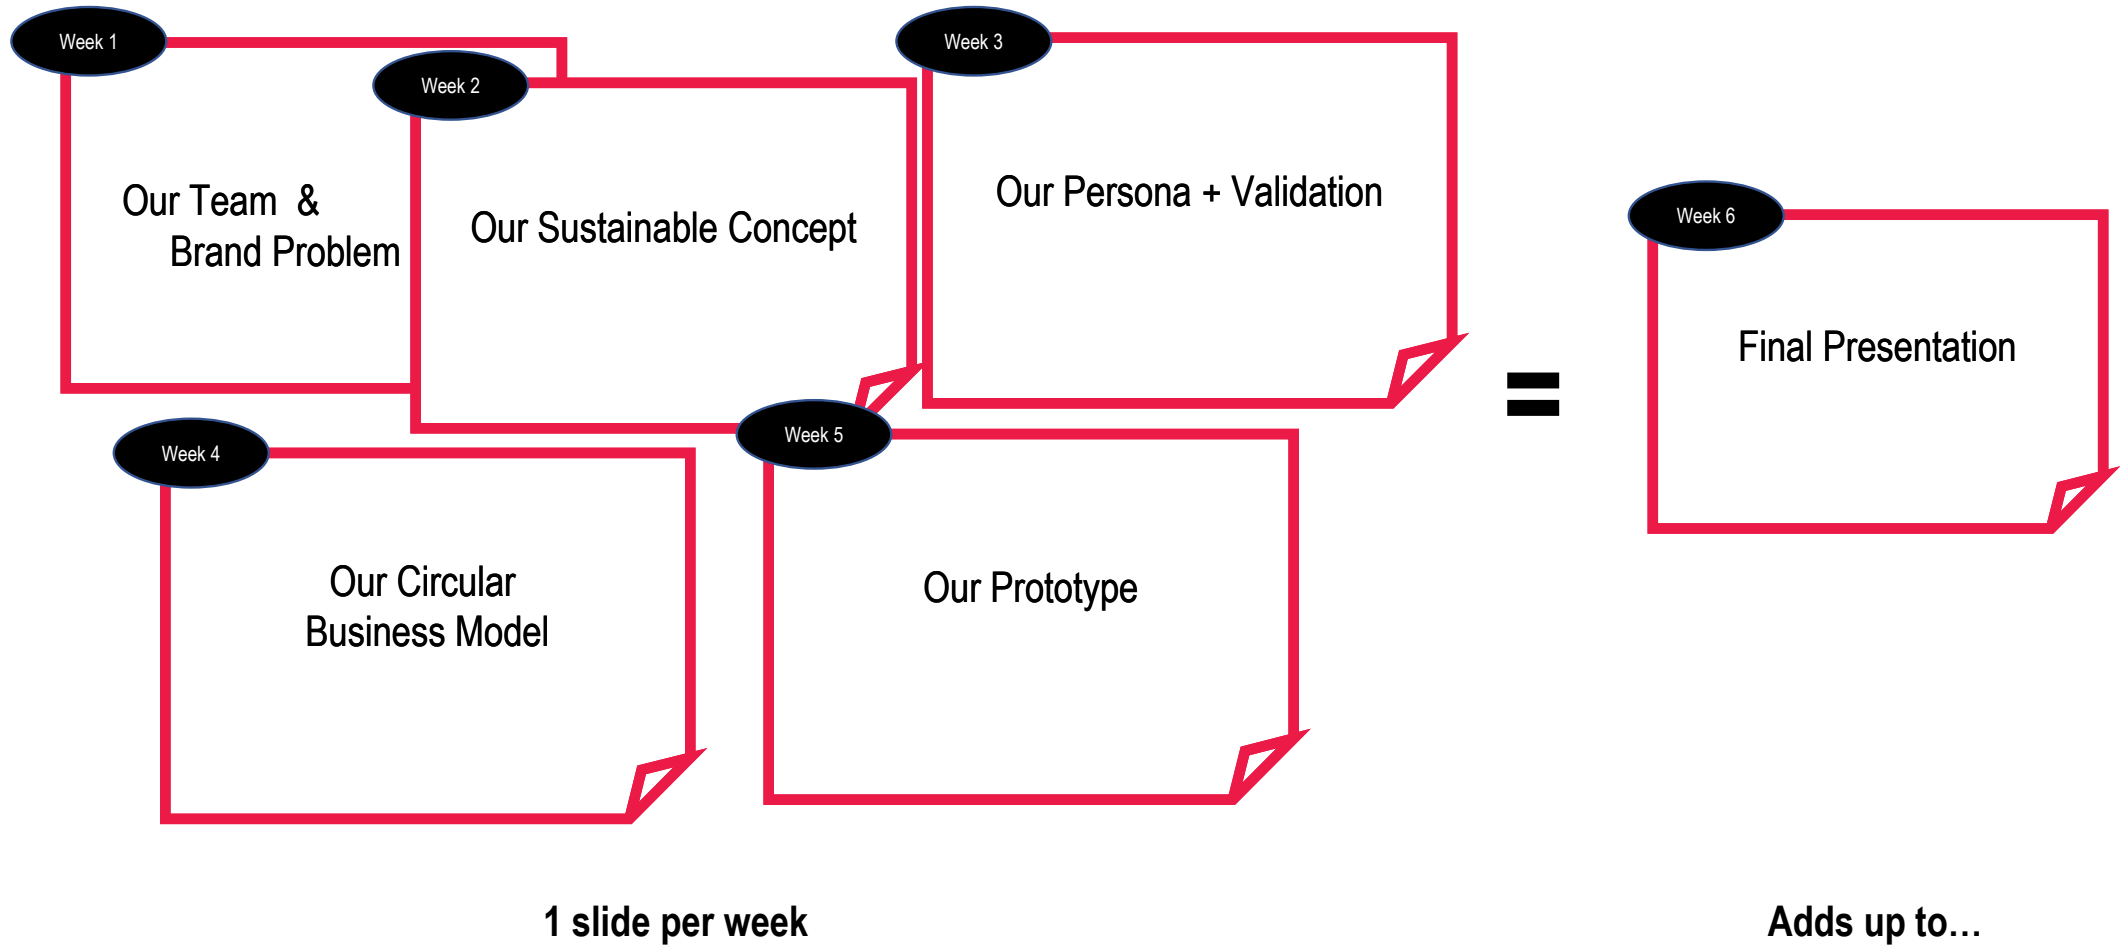 Week 1
Our Team  &
Brand Problem
Week 2
Our Sustainable Concept
Week 3
Our Persona + Validation
Week 4
Our Circular
Business Model
Week 5
Our Prototype
=
Week 6
Final Presentation
1 slide per week
Adds up to…